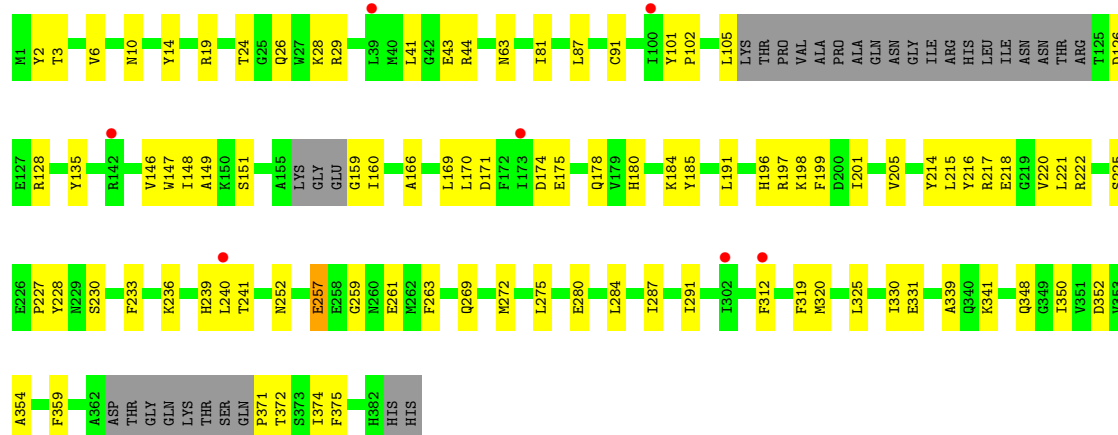 M1 Y2 T3 V6 N10 Y14 R19 T24 G25 Q26 W27 K28 R29 L39 M40 L41 G42 E43 R44 N63 I81 L87 C91 I100 Y101 P102 L105 LYS THR PRO VAL ALA PRO ALA GLN ASN GLY ILE ARG HIS LEU ILE ASN ASN THR ARG T125 D126
E127 R128 Y135 R142 V146 W147 I148 A149 K150 S151 A155 LYS GLY GLU G159 I160 A166 L169 L170 D171 F172 I173 D174 E175 Q178 V179 H180 K184 Y185 L191 H196 R197 K198 F199 D200 I201 V205 Y214 L215 Y216 R217 E218 G219 V220 L221 R222 S225
E226 P227 Y228 N229 S230 F233 K236 H239 L240 T241 N252 E257 E258 G259 N260 E261 M262 F263 Q269 M272 L275 E280 L284 I287 I291 I302 F312 F319 M320 L325 I330 E331 A339 Q340 K341 Q348 G349 I350 V351 D352 V353
A354 F359 A362 ASP THR GLY GLN LYS THR SER GLN P371 T372 S373 I374 F375 H382 HIS HIS